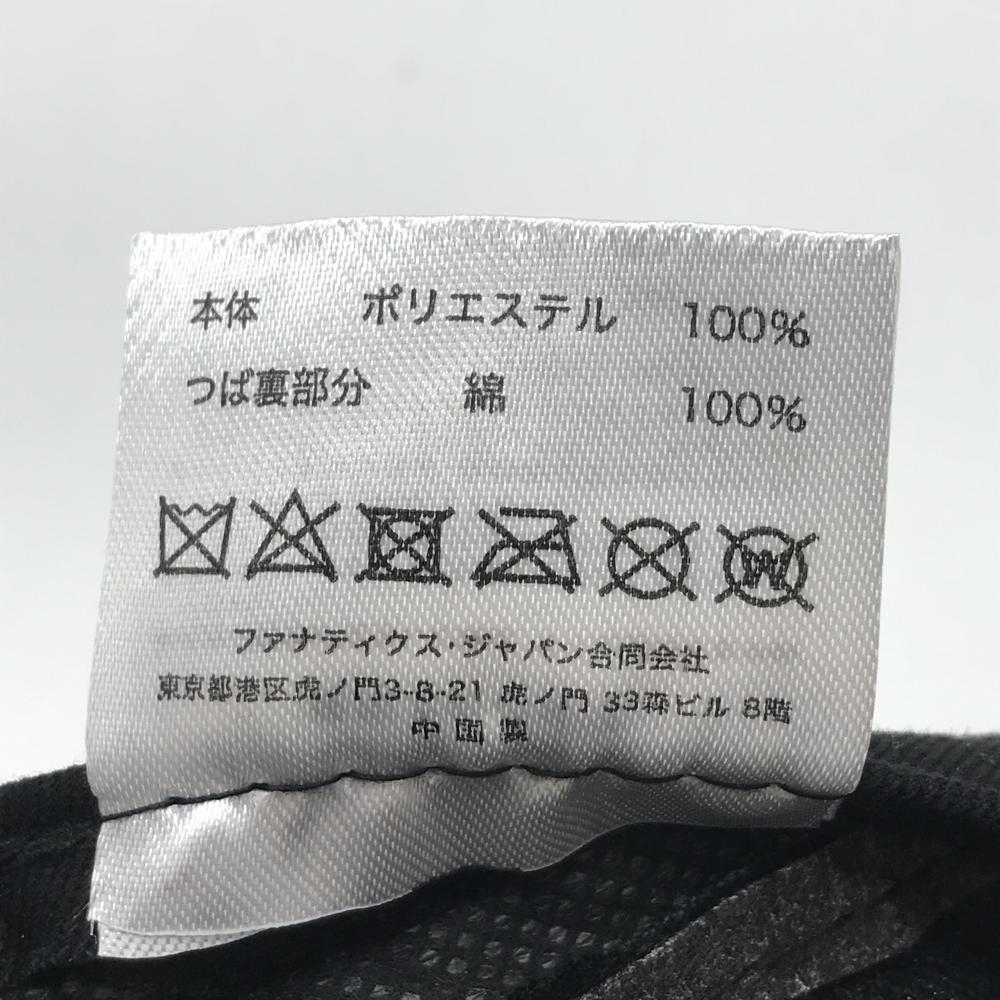 本体 ポリエステル 100%
つば裏部分 綿 100%
W
ファナティクス・ジャパン合同会社
東京都港区虎ノ門3-8-21 虎ノ門 33森ビル 8階
中国製